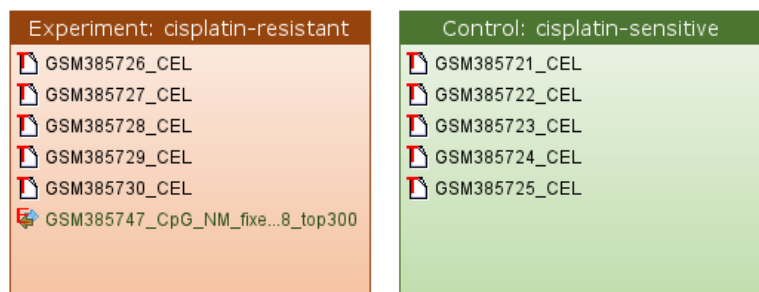 Experiment: cisplatin-resistant
GSM385726_CEL
GSM385727_CEL
GSM385728_CEL
GSM385729_CEL
GSM385730_CEL
GSM385747_CpG_NM_fixe...8_top300
Control: cisplatin-sensitive
GSM385721_CEL
GSM385722_CEL
GSM385723_CEL
GSM385724_CEL
GSM385725_CEL